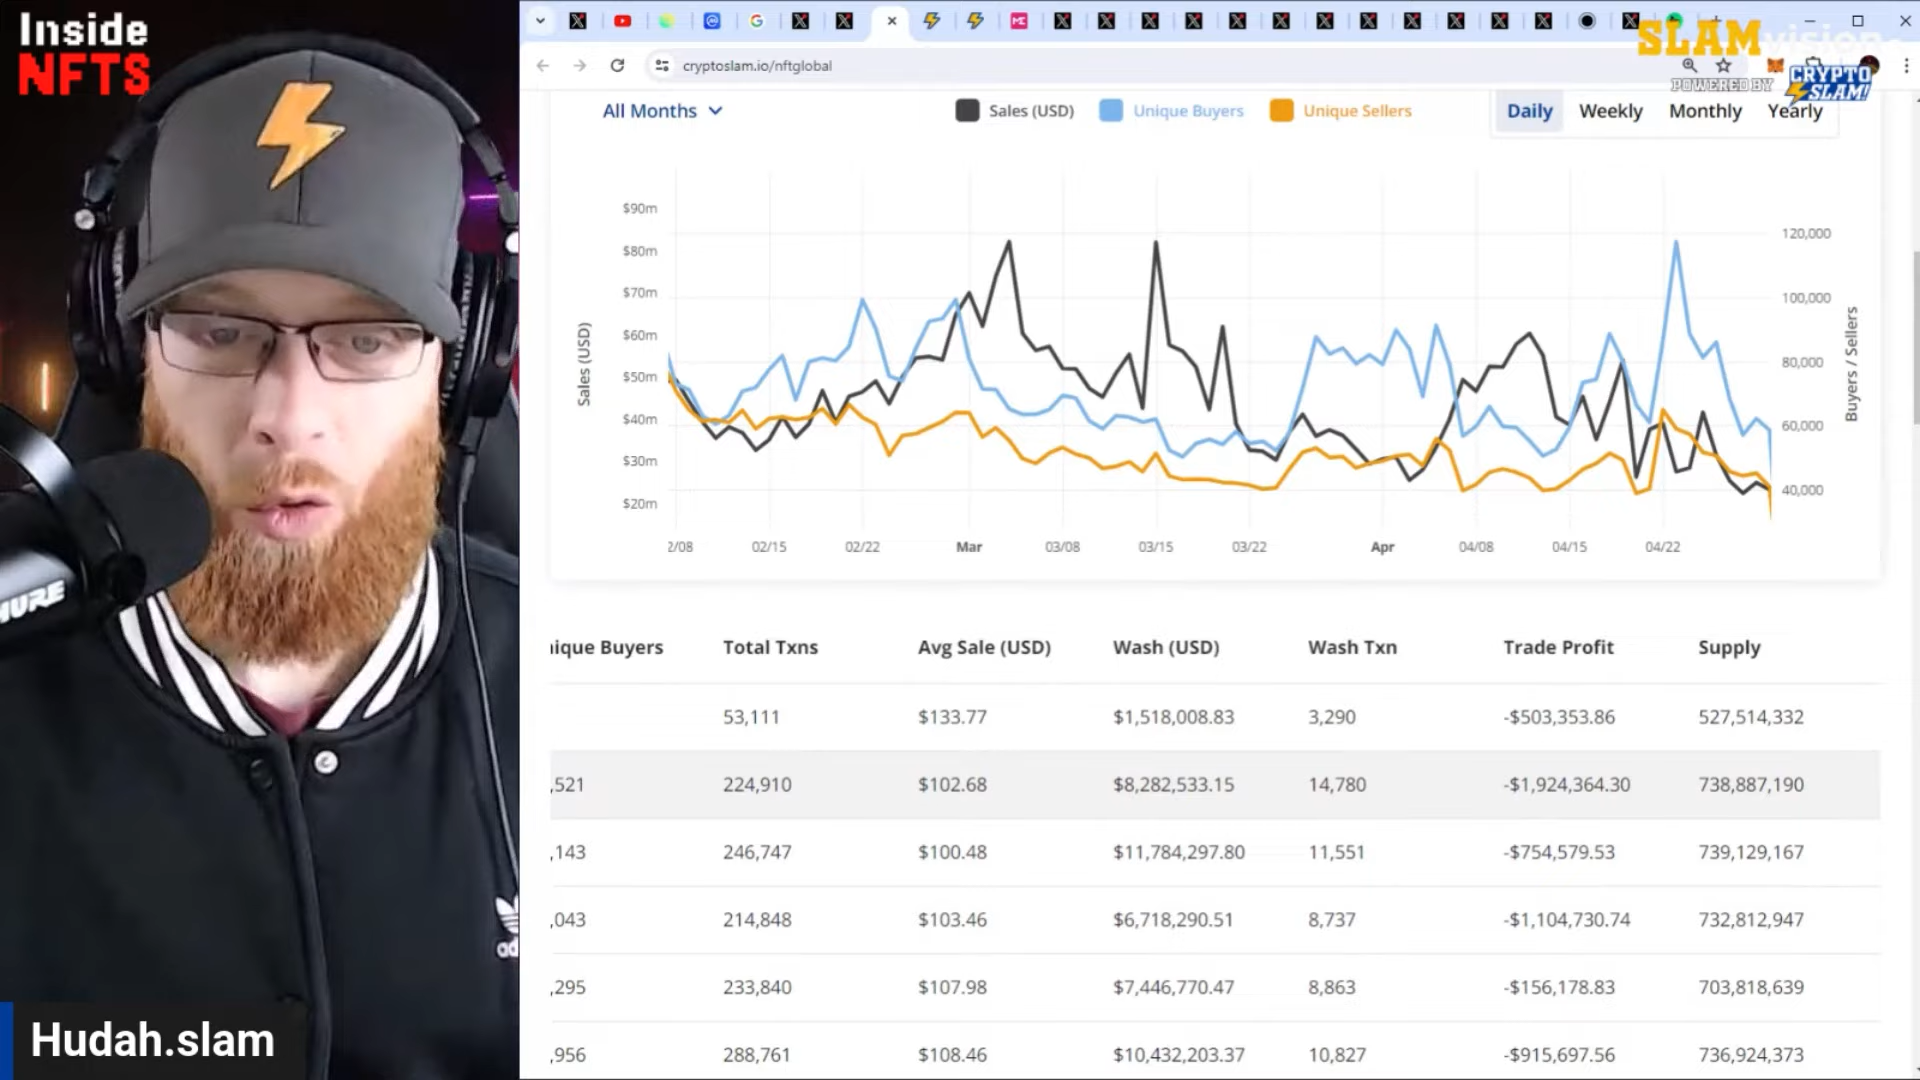 Inside
NFTS
SLAMvision
POWERED BY
CRYPTO
SLAM!
cryptoslam.io/nftglobal
All Months
Sales (USD)
Unique Buyers
Unique Sellers
Daily
Weekly
Monthly
Yearly
Sales (USD)
$90m
$80m
$70m
$60m
$50m
$40m
$30m
$20m
120,000
100,000
80,000
60,000
40,000
Buyers / Sellers
2/08 02/15 02/22 Mar 03/08 03/15 03/22 Apr 04/08 04/15 04/22
nique Buyers Total Txns Avg Sale (USD) Wash (USD) Wash Txn Trade Profit Supply
53,111 $133.77 $1,518,008.83 3,290 -$503,353.86 527,514,332
,521 224,910 $102.68 $8,282,533.15 14,780 -$1,924,364.30 738,887,190
,143 246,747 $100.48 $11,784,297.80 11,551 -$754,579.53 739,129,167
,043 214,848 $103.46 $6,718,290.51 8,737 -$1,104,730.74 732,812,947
,295 233,840 $107.98 $7,446,770.47 8,863 -$156,178.83 703,818,639
,956 288,761 $108.46 $10,432,203.37 10,827 -$915,697.56 736,924,373
HURE
ad
Hudah.slam